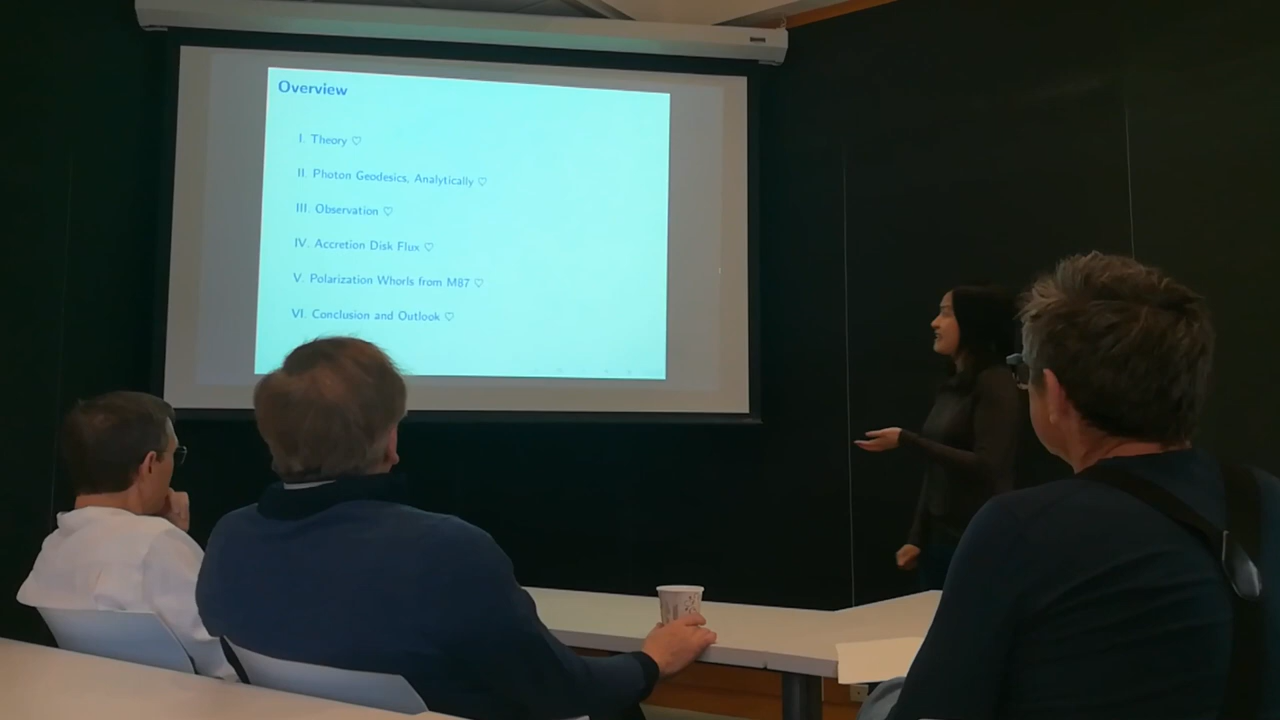 Overview
I. Theory ♡
II. Photon Geodesics, Analytically ♡
III. Observation ♡
IV. Accretion Disk Flux ♡
V. Polarization Whorls from M87 ♡
VI. Conclusion and Outlook ♡